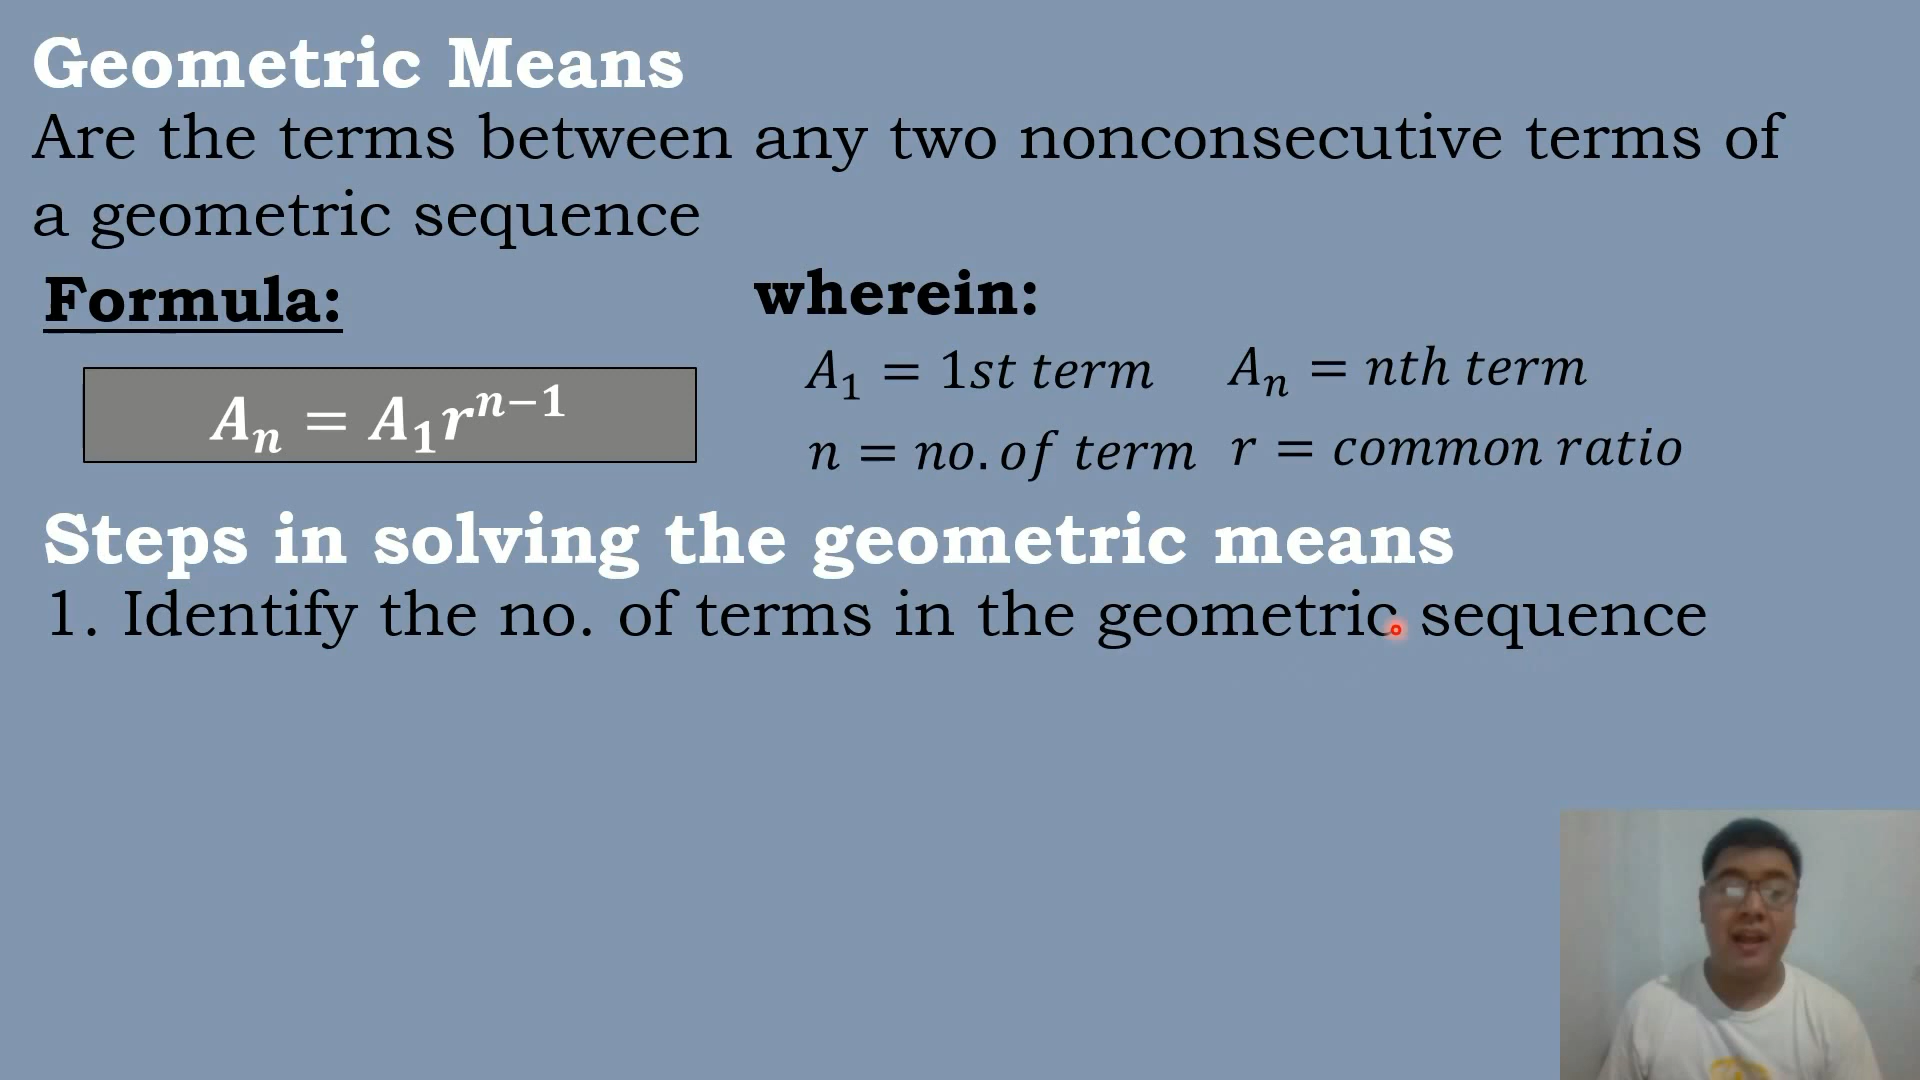 Geometric Means
Are the terms between any two nonconsecutive terms of
a geometric sequence
Formula:
wherein:
Aₙ = A₁rⁿ⁻¹
A₁ = 1st term
Aₙ = nth term
n = no. of term
r = common ratio
Steps in solving the geometric means
1. Identify the no. of terms in the geometric sequence